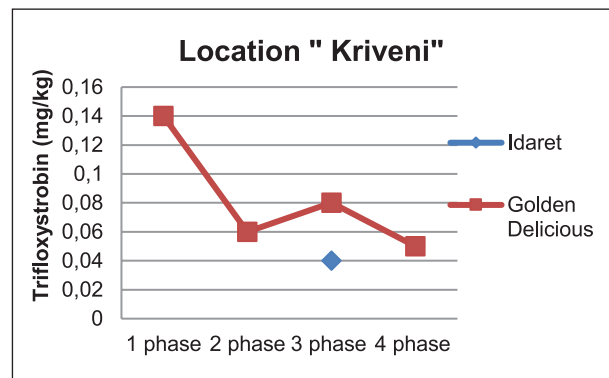 Location " Kriveni"
Trifloxystrobin (mg/kg)
0,16
0,14
0,12
0,1
0,08
0,06
0,04
0,02
0
1 phase 2 phase 3 phase 4 phase
Idaret
Golden
Delicious